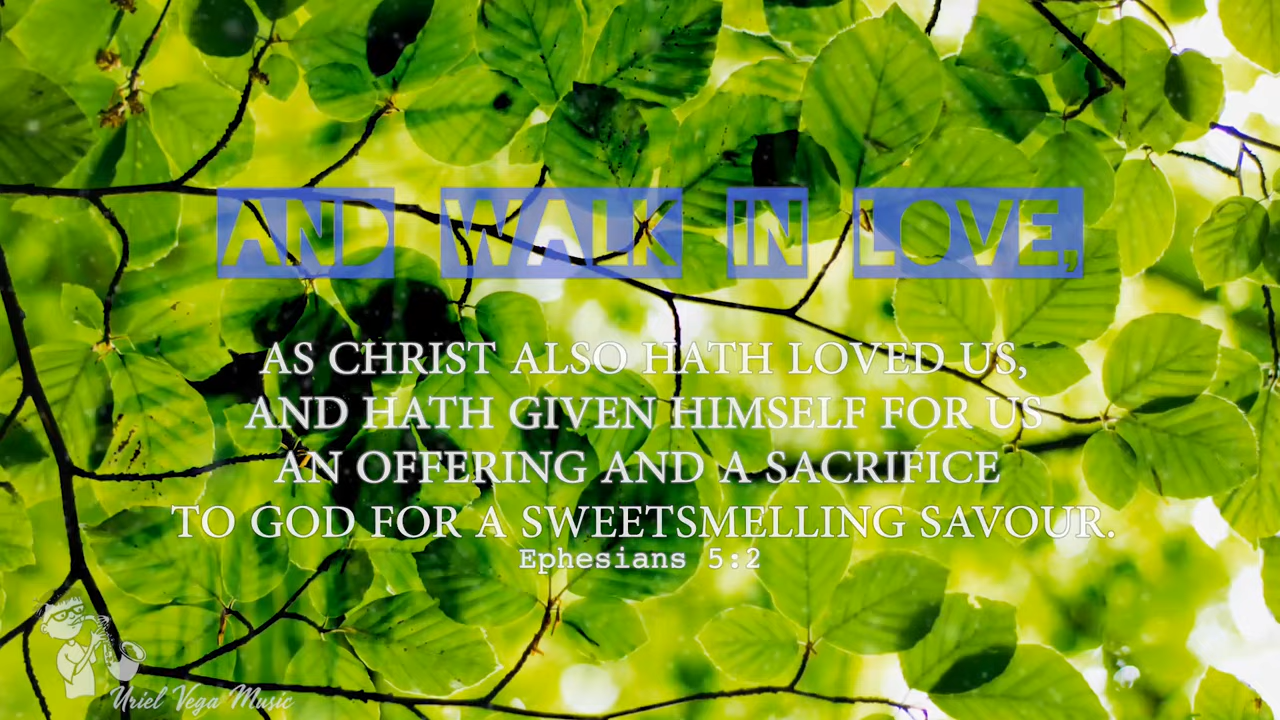 AND WALK IN LOVE,
AS CHRIST ALSO HATH LOVED US,
AND HATH GIVEN HIMSELF FOR US
AN OFFERING AND A SACRIFICE
TO GOD FOR A SWEETSMELLING SAVOUR.
Ephesians 5:2
Uriel Vega Music